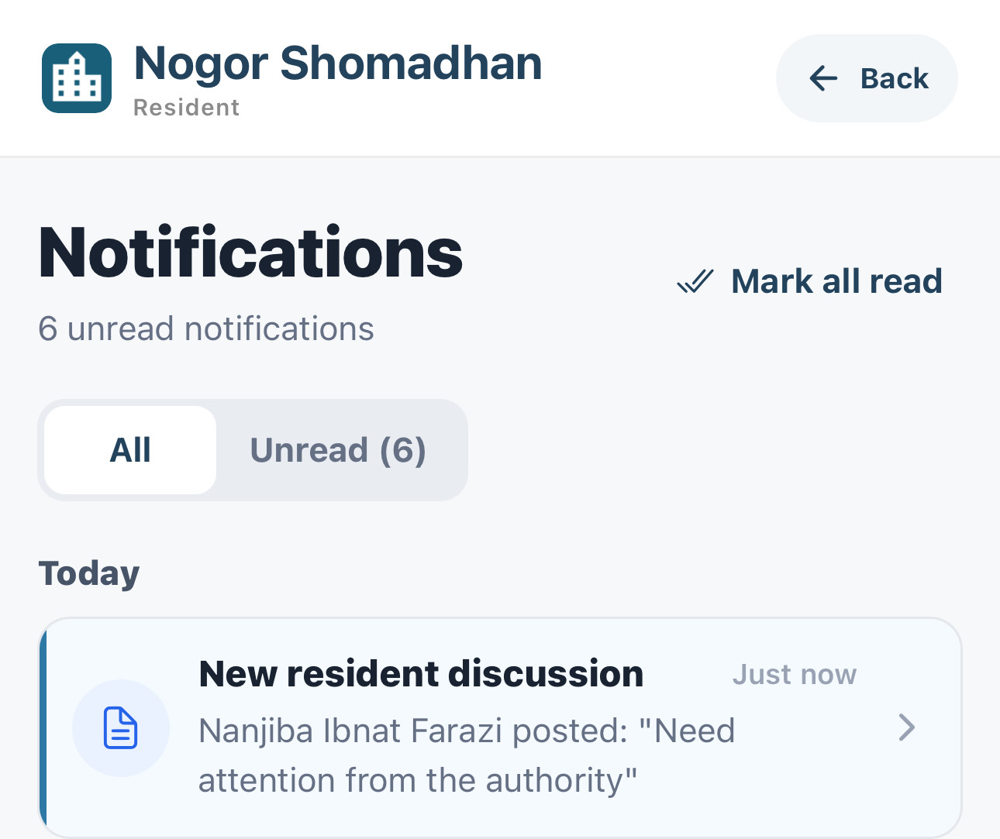 Nogor Shomadhan
Resident
Back
Notifications
Mark all read
6 unread notifications
All
Unread (6)
Today
New resident discussion
Just now
Nanjiba Ibnat Farazi posted: "Need
attention from the authority"